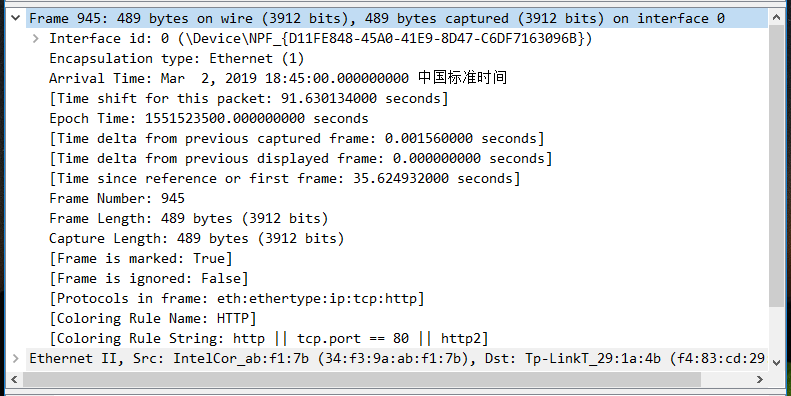 Frame 945: 489 bytes on wire (3912 bits), 489 bytes captured (3912 bits) on interface 0
Interface id: 0 (\Device\NPF_{D11FE848-45A0-41E9-8D47-C6DF7163096B})
Encapsulation type: Ethernet (1)
Arrival Time: Mar  2, 2019 18:45:00.000000000 中国标准时间
[Time shift for this packet: 91.630134000 seconds]
Epoch Time: 1551523500.000000000 seconds
[Time delta from previous captured frame: 0.001560000 seconds]
[Time delta from previous displayed frame: 0.000000000 seconds]
[Time since reference or first frame: 35.624932000 seconds]
Frame Number: 945
Frame Length: 489 bytes (3912 bits)
Capture Length: 489 bytes (3912 bits)
[Frame is marked: True]
[Frame is ignored: False]
[Protocols in frame: eth:ethertype:ip:tcp:http]
[Coloring Rule Name: HTTP]
[Coloring Rule String: http || tcp.port == 80 || http2]
Ethernet II, Src: IntelCor_ab:f1:7b (34:f3:9a:ab:f1:7b), Dst: Tp-LinkT_29:1a:4b (f4:83:cd:29